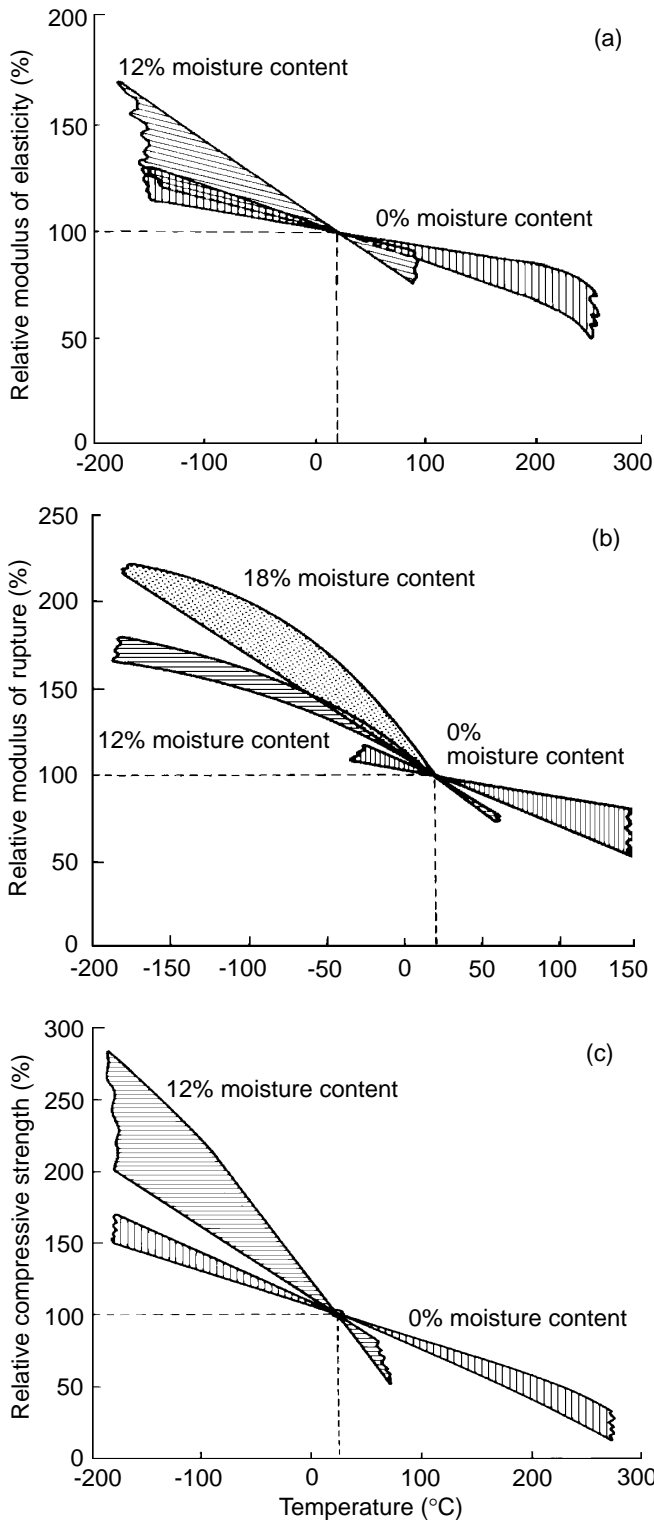 (a)
Relative modulus of elasticity (%)
200
150
100
50
0
12% moisture content
0% moisture content
-200 -100 0 100 200 300
(b)
Relative modulus of rupture (%)
250
200
150
100
50
0
18% moisture content
12% moisture content
0%
moisture content
-200 -150 -100 -50 0 50 100 150
(c)
Relative compressive strength (%)
300
250
200
150
100
50
0
12% moisture content
0% moisture content
-200 -100 0 100 200 300
Temperature (°C)